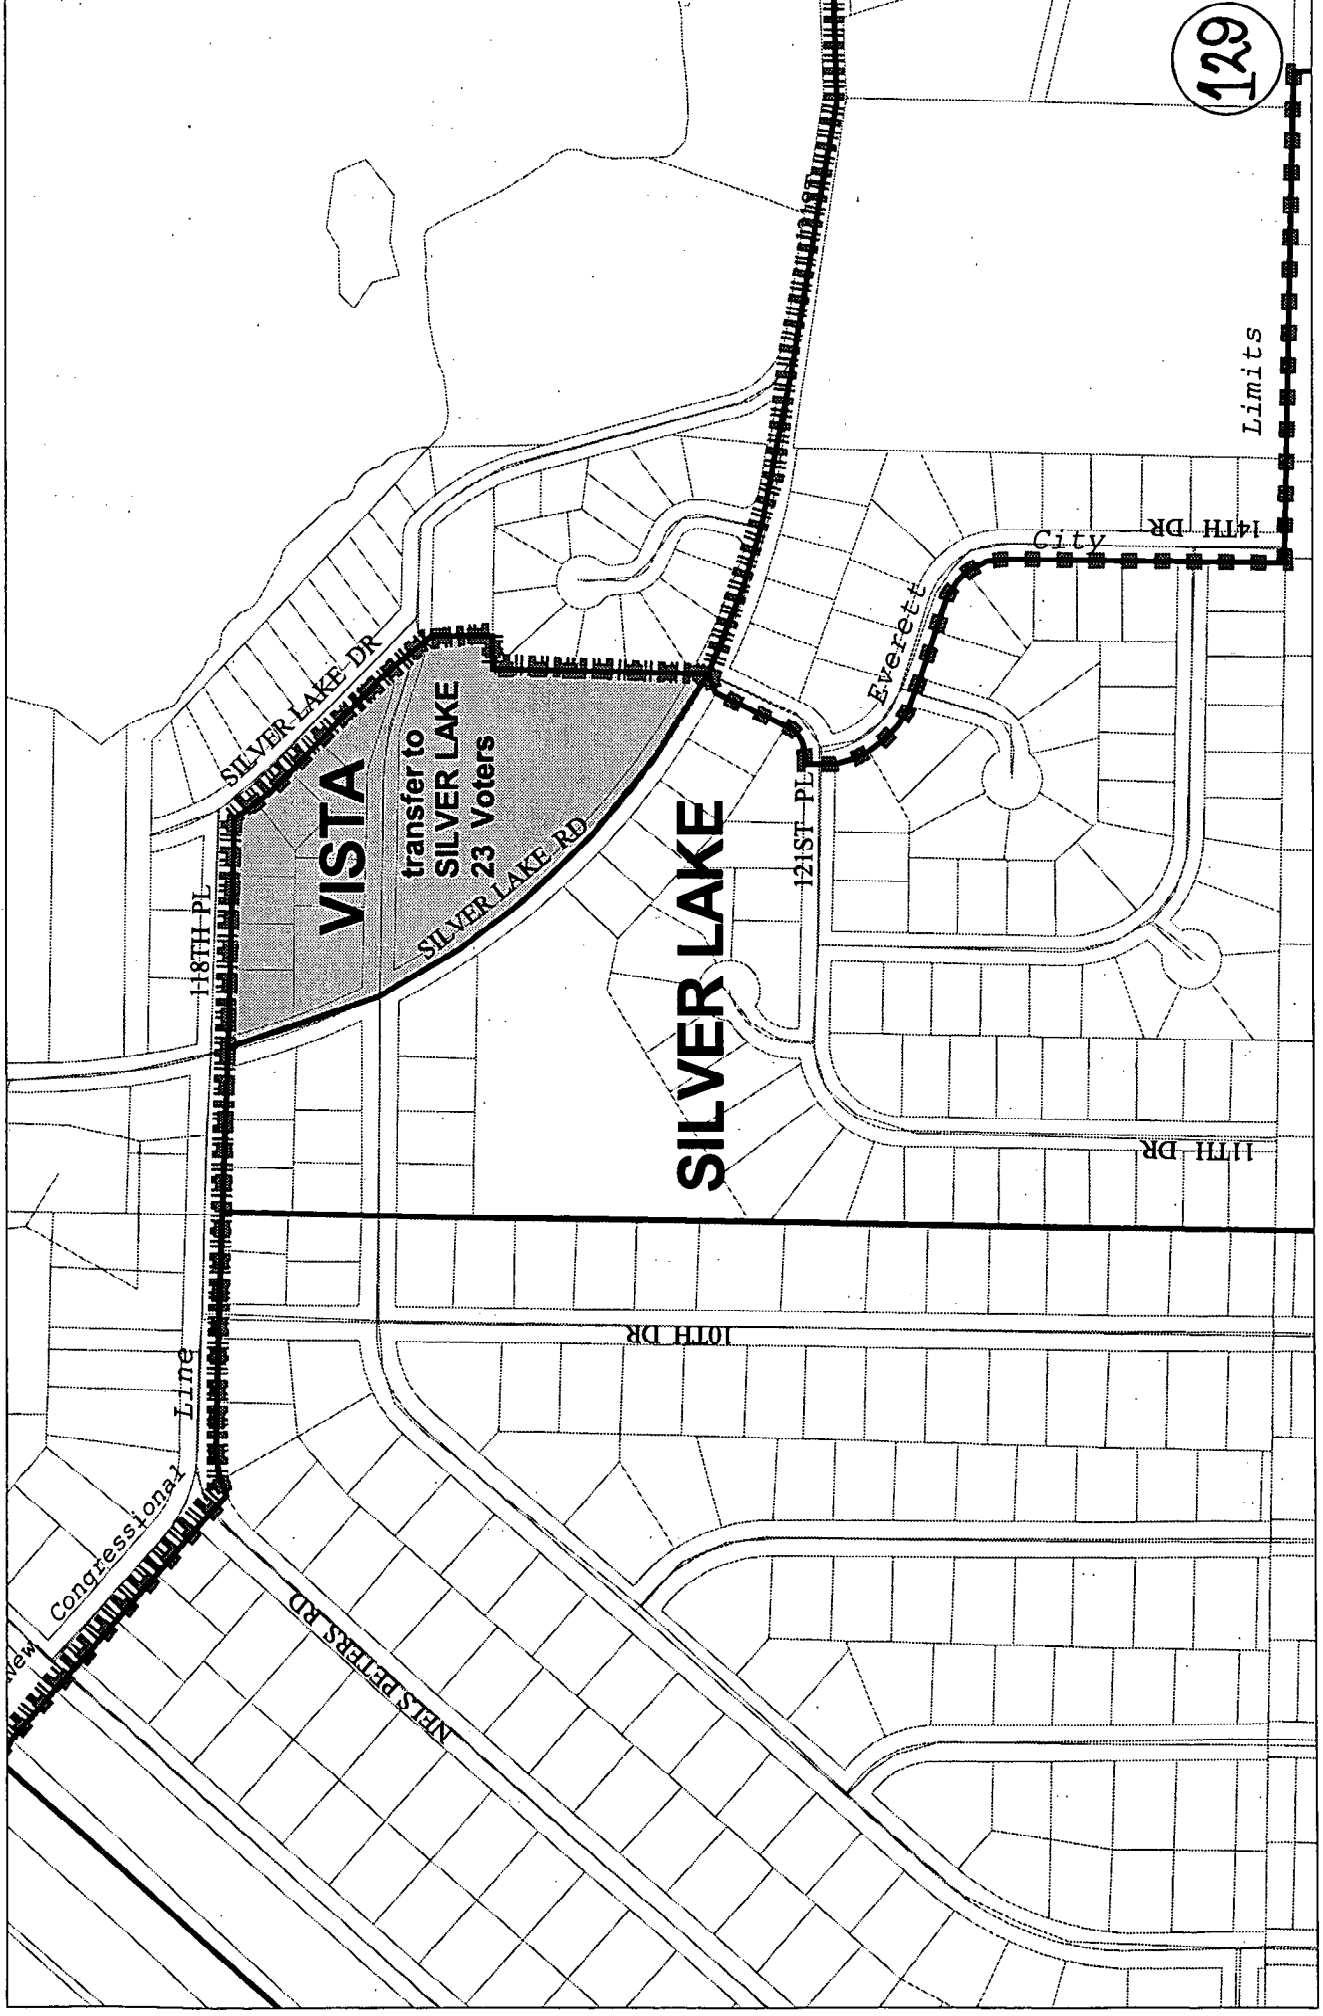 129
New Congressional Line
118TH PL
SILVER LAKE DR
VISTA
transfer to
SILVER LAKE
23 Voters
SILVER LAKE RD
SILVER LAKE
121ST PL
Everett City Limits
14TH DR
11TH DR
10TH DR
NELS PETERS RD